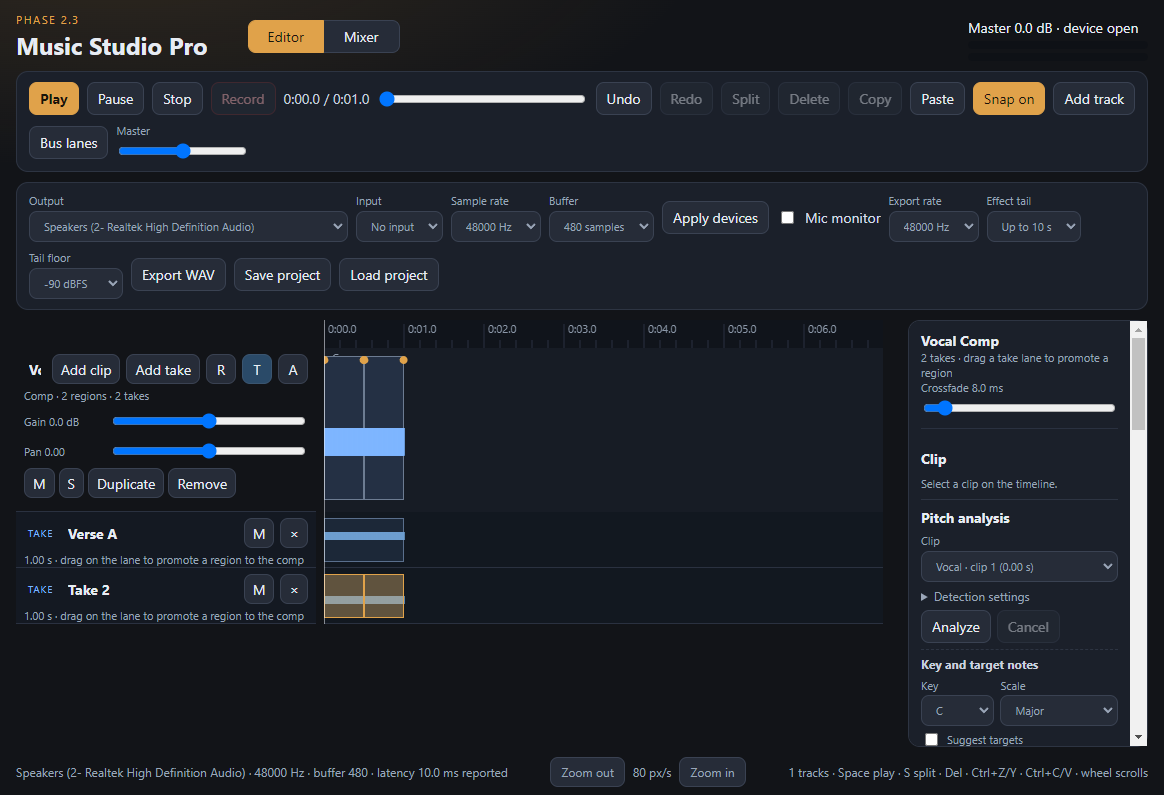 PHASE 2.3
Music Studio Pro
Editor
Mixer
Master 0.0 dB · device open
Play
Pause
Stop
Record
0:00.0 / 0:01.0
Undo
Redo
Split
Delete
Copy
Paste
Snap on
Add track
Bus lanes
Master
Output
Input
Sample rate
Buffer
Export rate
Effect tail
Speakers (2- Realtek High Definition Audio)
No input
48000 Hz
480 samples
Apply devices
Mic monitor
48000 Hz
Up to 10 s
Tail floor
-90 dBFS
Export WAV
Save project
Load project
0:00.0
0:01.0
0:02.0
0:03.0
0:04.0
0:05.0
0:06.0
Add clip
Add take
R
T
A
Comp · 2 regions · 2 takes
Gain 0.0 dB
Pan 0.00
M
S
Duplicate
Remove
TAKE
Verse A
M
×
1.00 s · drag on the lane to promote a region to the comp
TAKE
Take 2
M
×
1.00 s · drag on the lane to promote a region to the comp
Vocal Comp
2 takes · drag a take lane to promote a
region
Crossfade 8.0 ms
Clip
Select a clip on the timeline.
Pitch analysis
Clip
Vocal · clip 1 (0.00 s)
Detection settings
Analyze
Cancel
Key and target notes
Key
Scale
C
Major
Suggest targets
Speakers (2- Realtek High Definition Audio) · 48000 Hz · buffer 480 · latency 10.0 ms reported
Zoom out
80 px/s
Zoom in
1 tracks · Space play · S split · Del · Ctrl+Z/Y · Ctrl+C/V · wheel scrolls